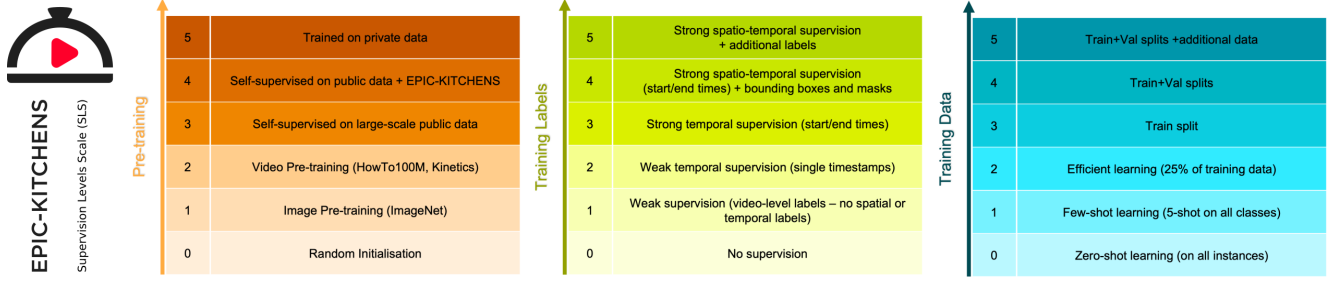 EPIC-KITCHENS
Supervision Levels Scale (SLS)
Pre-training
5 Trained on private data
4 Self-supervised on public data + EPIC-KITCHENS
3 Self-supervised on large-scale public data
2 Video Pre-training (HowTo100M, Kinetics)
1 Image Pre-training (ImageNet)
0 Random Initialisation
Training Labels
5 Strong spatio-temporal supervision
+ additional labels
4 Strong spatio-temporal supervision
(start/end times) + bounding boxes and masks
3 Strong temporal supervision (start/end times)
2 Weak temporal supervision (single timestamps)
1 Weak supervision (video-level labels – no spatial or
temporal labels)
0 No supervision
Training Data
5 Train+Val splits +additional data
4 Train+Val splits
3 Train split
2 Efficient learning (25% of training data)
1 Few-shot learning (5-shot on all classes)
0 Zero-shot learning (on all instances)